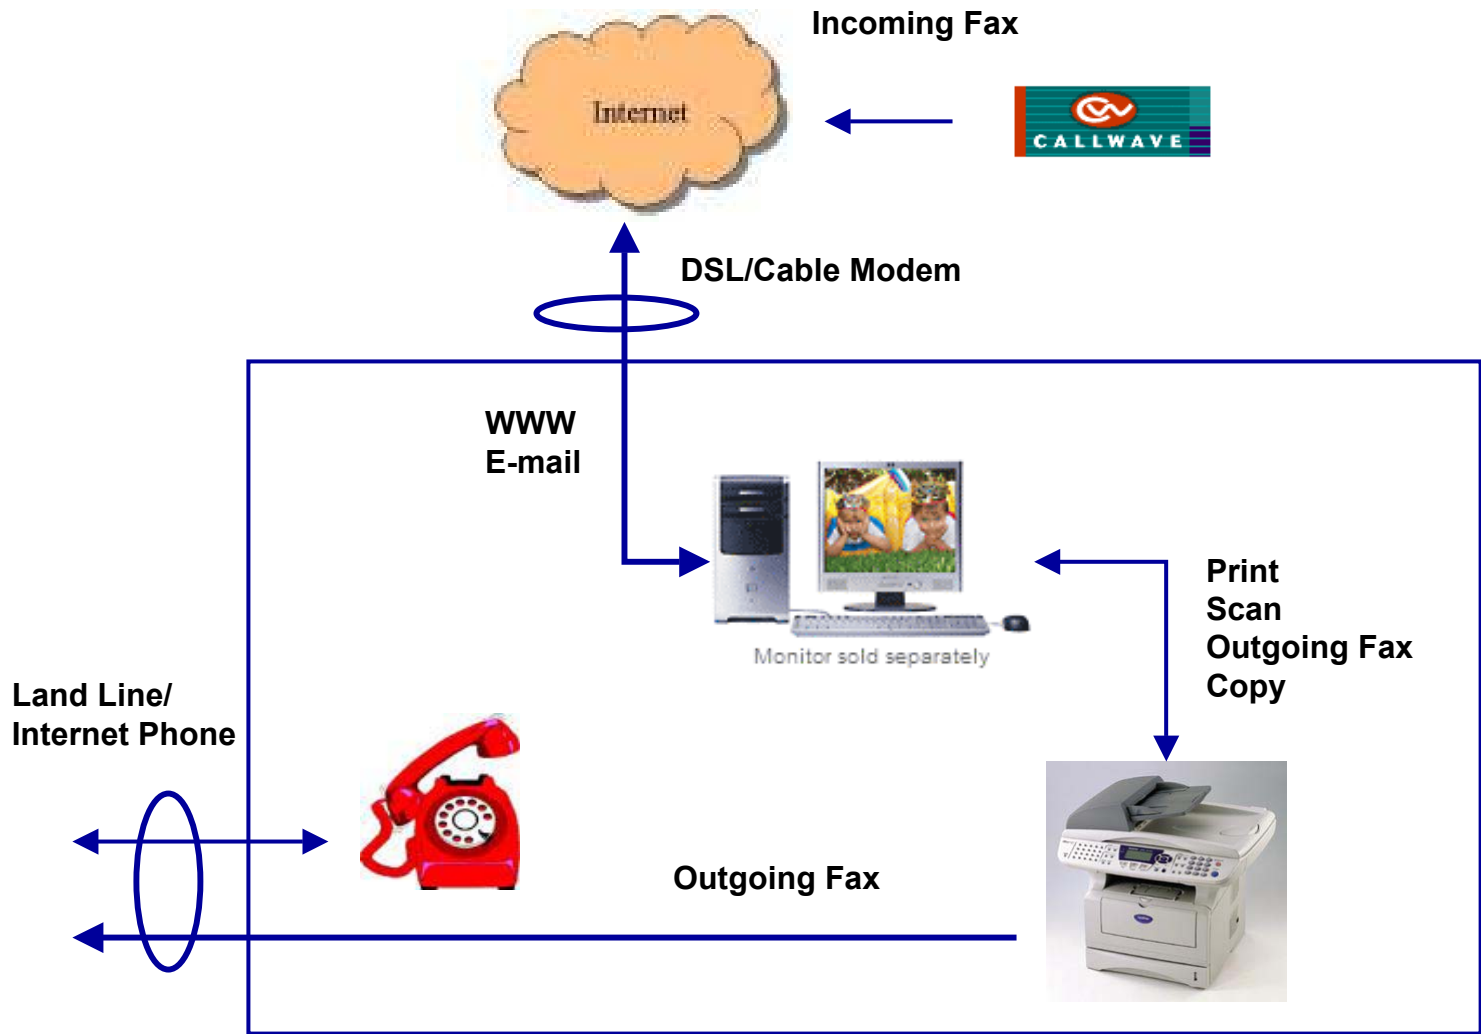 Incoming Fax
Internet
CALLWAVE
DSL/Cable Modem
WWW
E-mail
Monitor sold separately
Print
Scan
Outgoing Fax
Copy
Land Line/
Internet Phone
Outgoing Fax